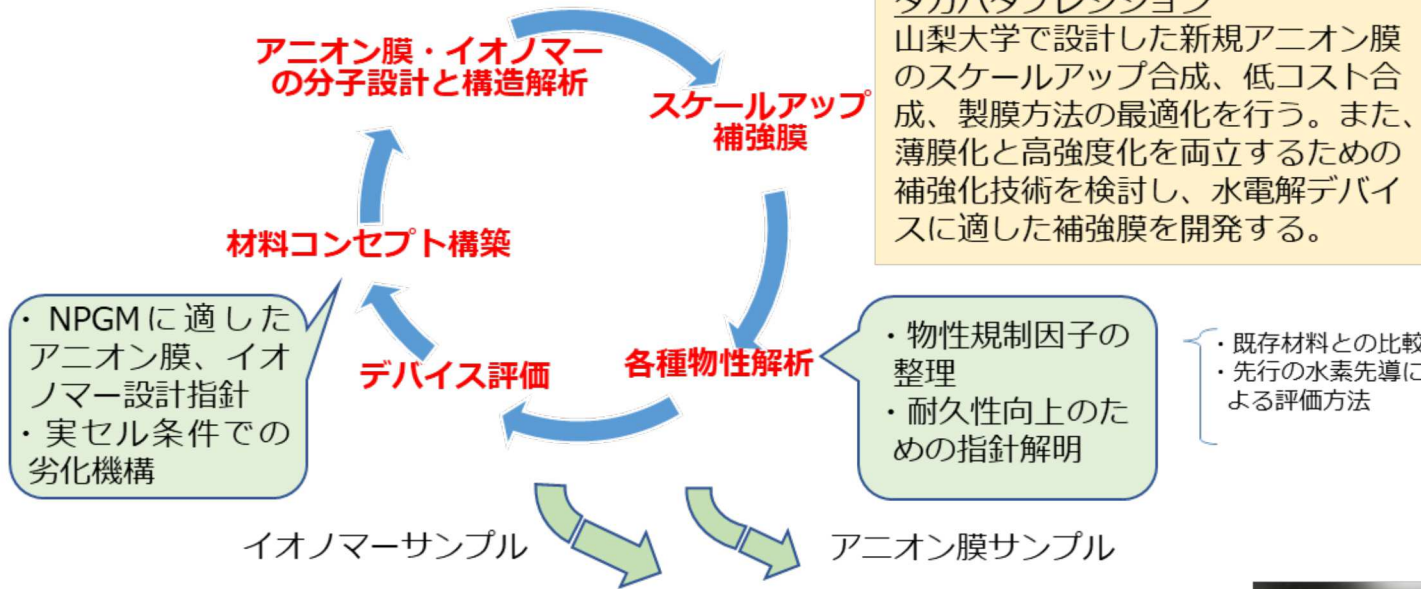 タカハタプレシジョン
山梨大学で設計した新規アニオン膜
のスケールアップ合成、低コスト合
成、製膜方法の最適化を行う。また、
薄膜化と高強度化を両立するための
補強化技術を検討し、水電解デバイ
スに適した補強膜を開発する。
アニオン膜・イオノマー
の分子設計と構造解析
スケールアップ
補強膜
材料コンセプト構築
・NPGMに適した
アニオン膜、イオ
ノマー設計指針
・実セル条件での
劣化機構
デバイス評価
各種物性解析
・物性規制因子の
整理
・耐久性向上のた
めの指針解明
・既存材料との比較
・先行の水素先導に
よる評価方法
イオノマーサンプル
アニオン膜サンプル